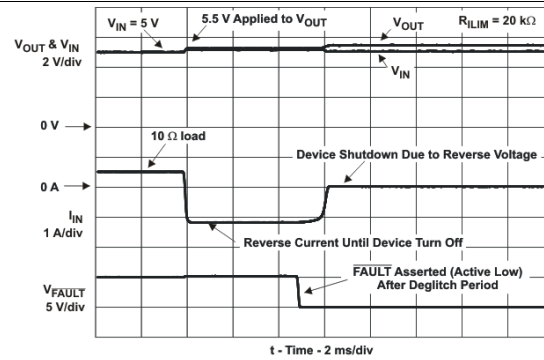 V_IN = 5 V
5.5 V Applied to V_OUT
V_OUT
R_ILIM = 20 kΩ
V_OUT & V_IN
2 V/div
V_IN
0 V
10 Ω load
Device Shutdown Due to Reverse Voltage
0 A
I_IN
1 A/div
Reverse Current Until Device Turn Off
F̅A̅U̅L̅T̅ Asserted (Active Low)
After Deglitch Period
V_F̅A̅U̅L̅T̅
5 V/div
t - Time - 2 ms/div